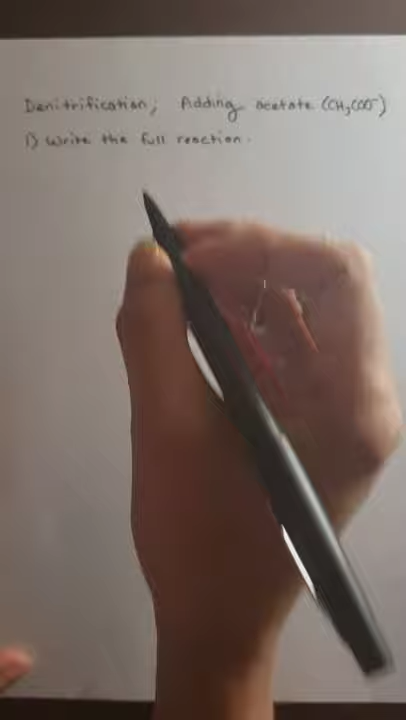 Denitrification; Adding acetate (CH₃COO⁻)
1) Write the full reaction.